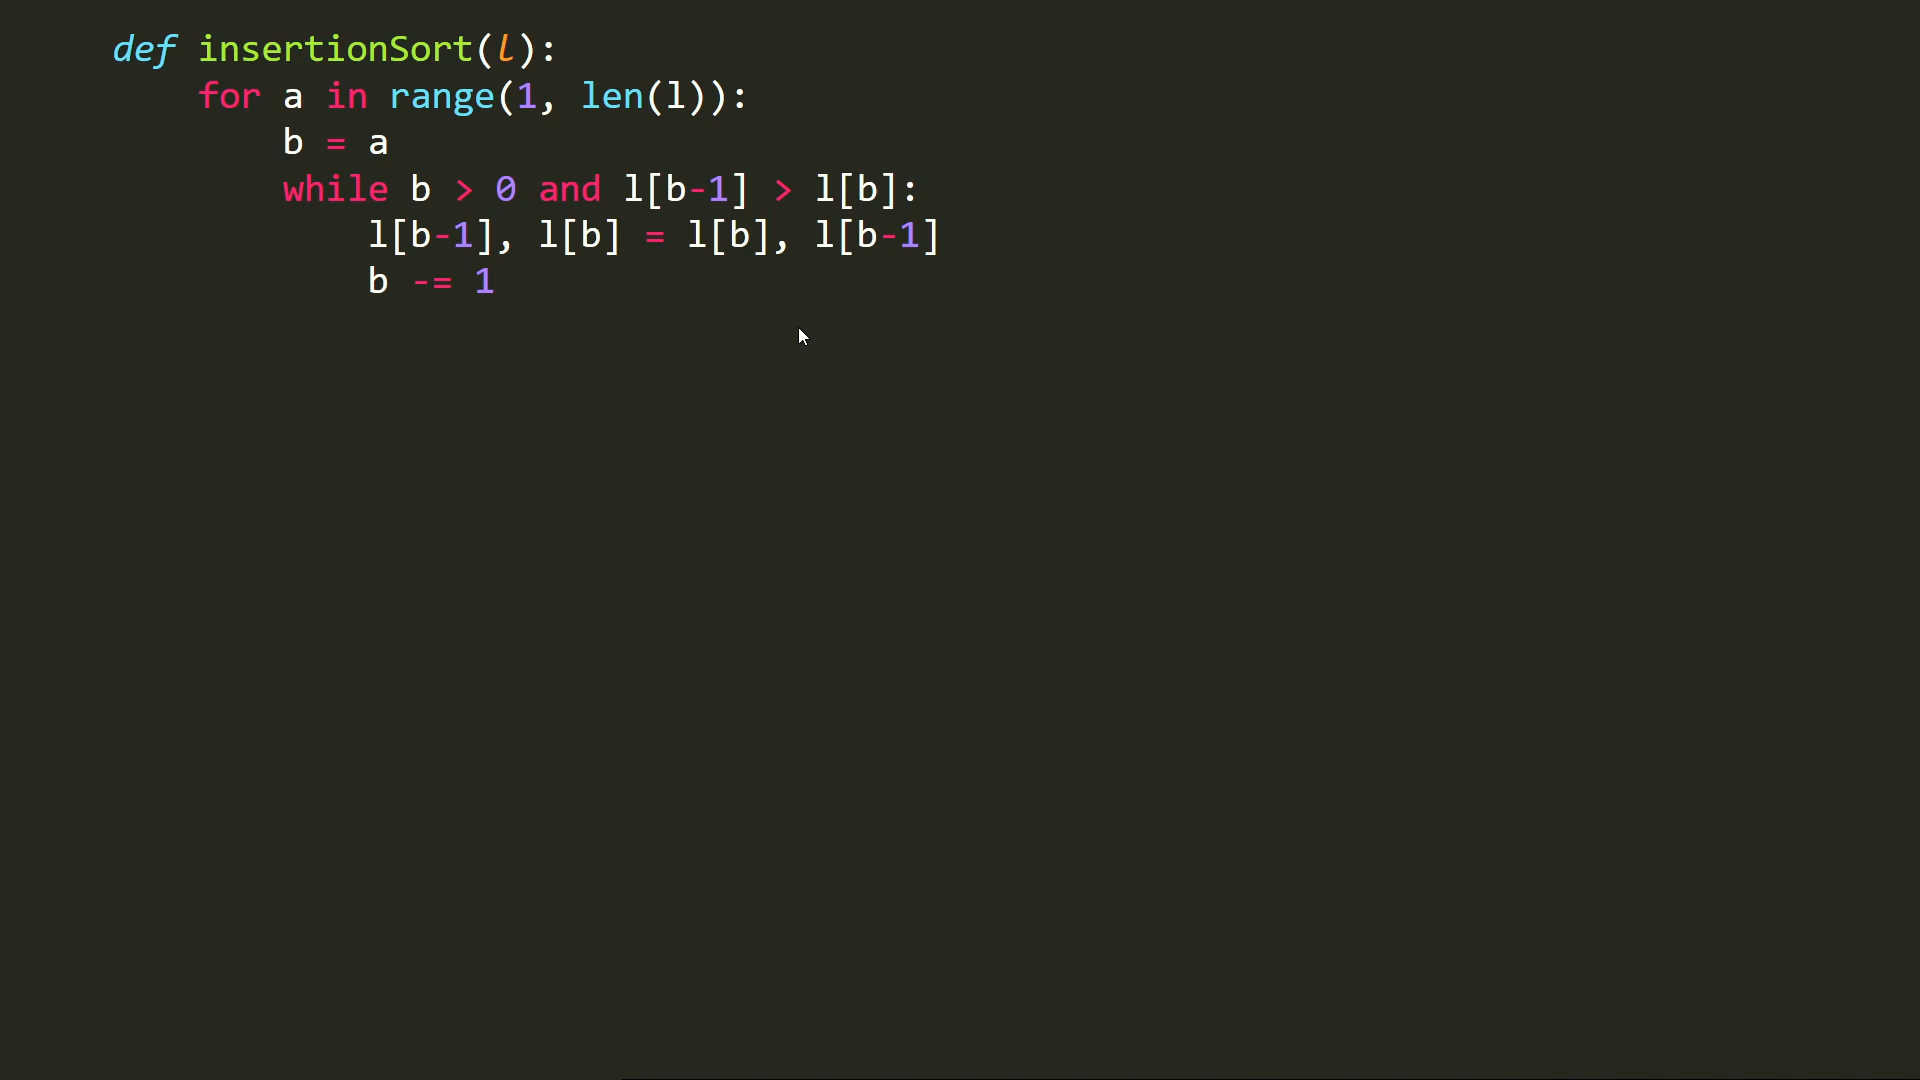 def insertionSort(l):
    for a in range(1, len(l)):
        b = a
        while b > 0 and l[b-1] > l[b]:
            l[b-1], l[b] = l[b], l[b-1]
            b -= 1